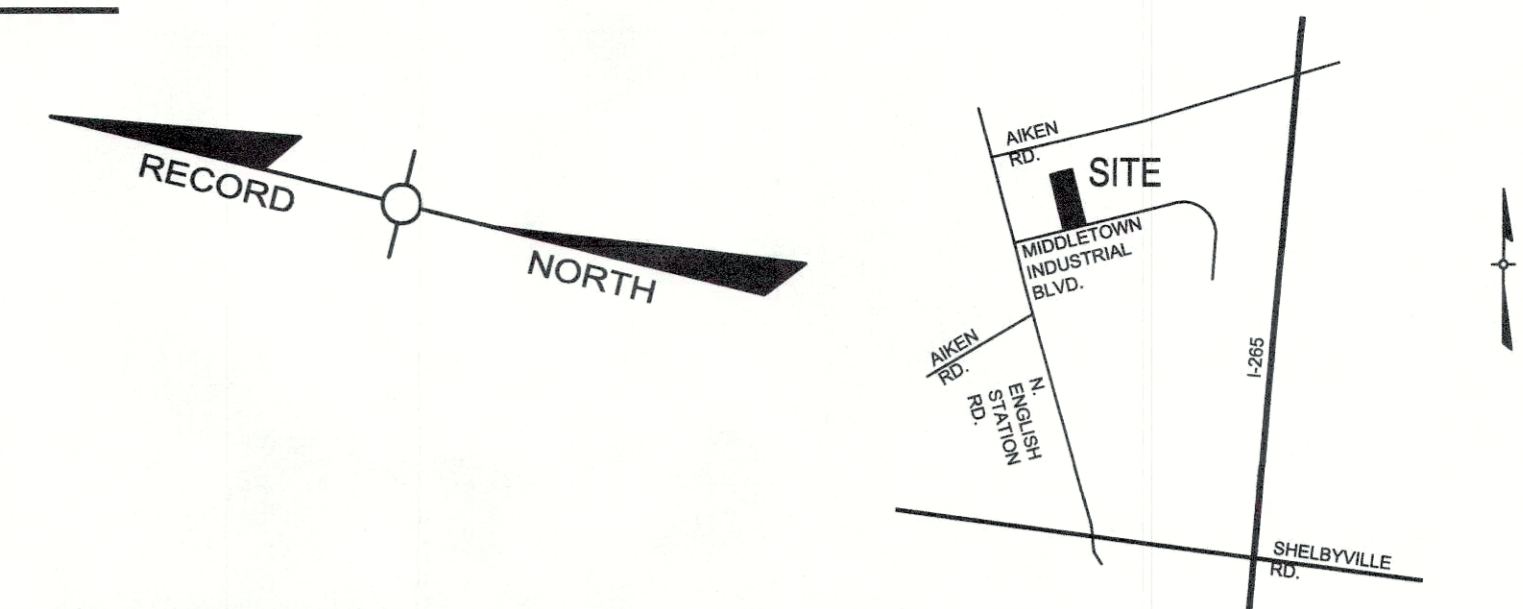 RECORD
NORTH
AIKEN
RD.
SITE
MIDDLETOWN
INDUSTRIAL
BLVD.
AIKEN
RD.
N.
ENGLISH
STATION
RD.
I-265
SHELBYVILLE
RD.